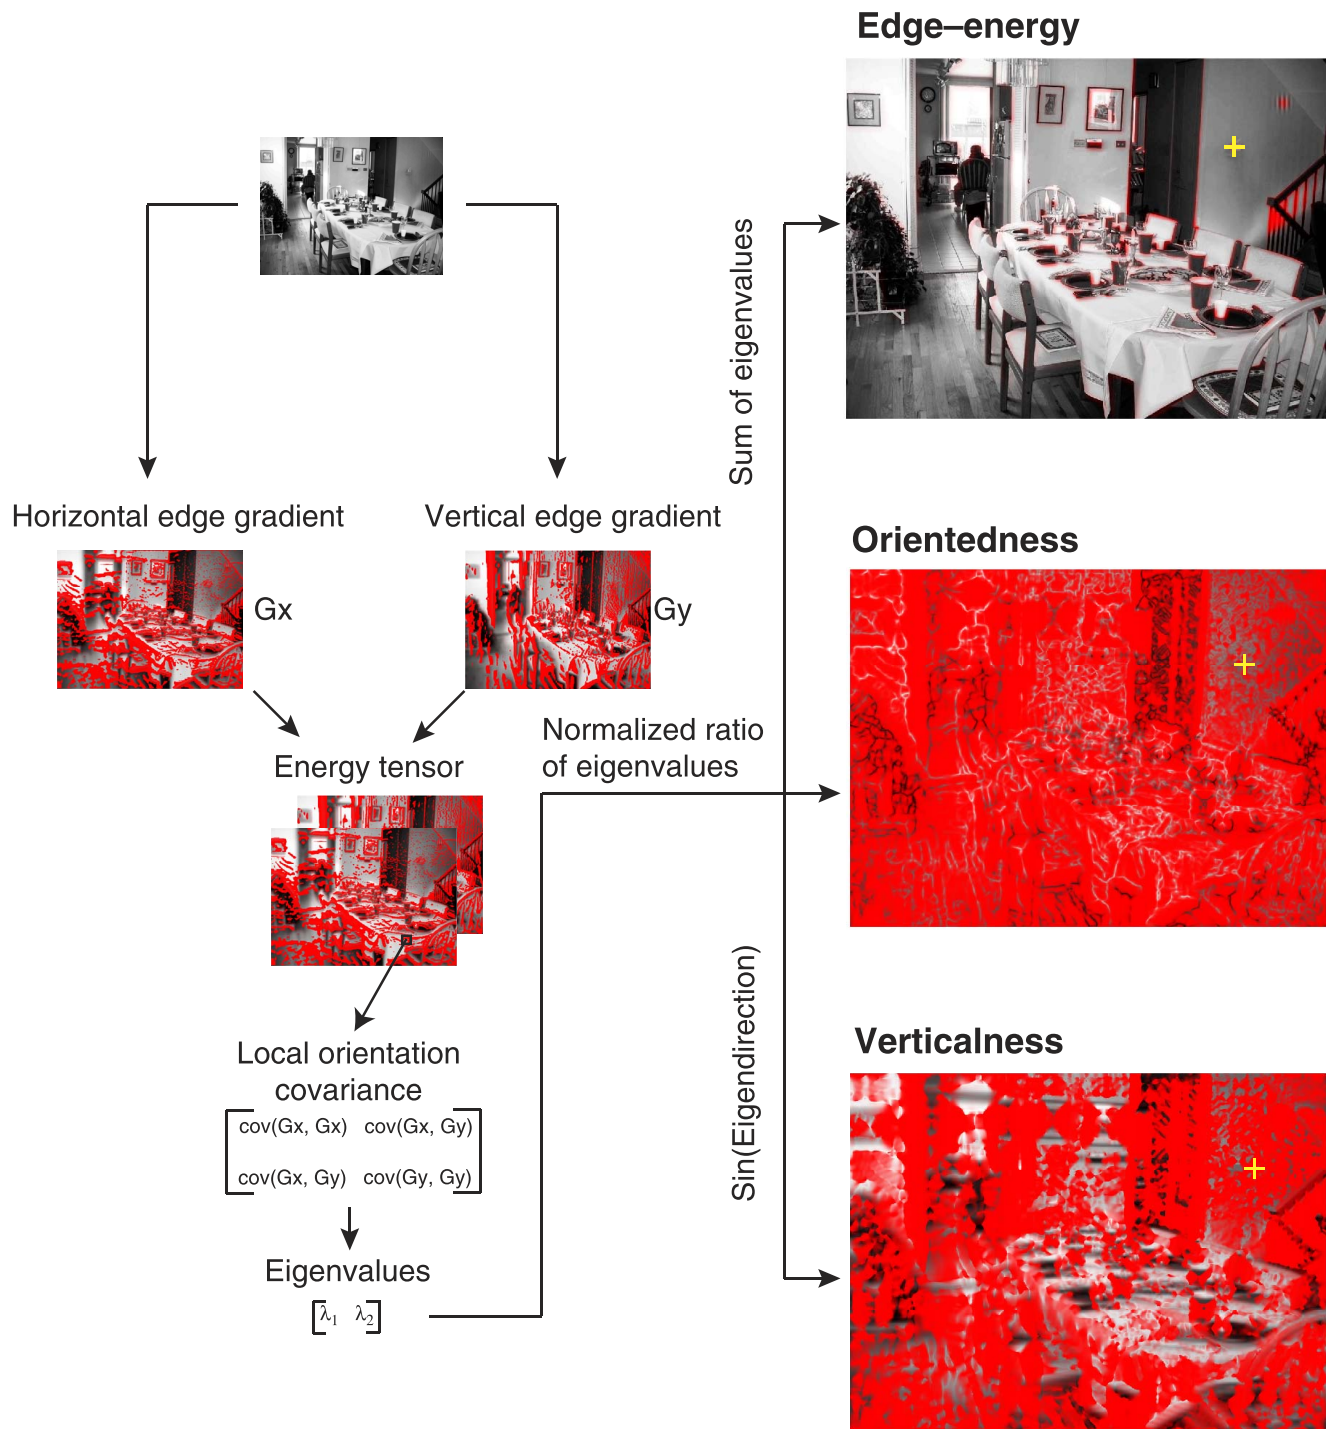 Edge–energy
Sum of eigenvalues
Horizontal edge gradient
Vertical edge gradient
Gx
Gy
Orientedness
Normalized ratio
of eigenvalues
Energy tensor
Local orientation
covariance
cov(Gx, Gx) cov(Gx, Gy)
cov(Gx, Gy) cov(Gy, Gy)
Sin(Eigendirection)
Verticalness
Eigenvalues
λ1 λ2